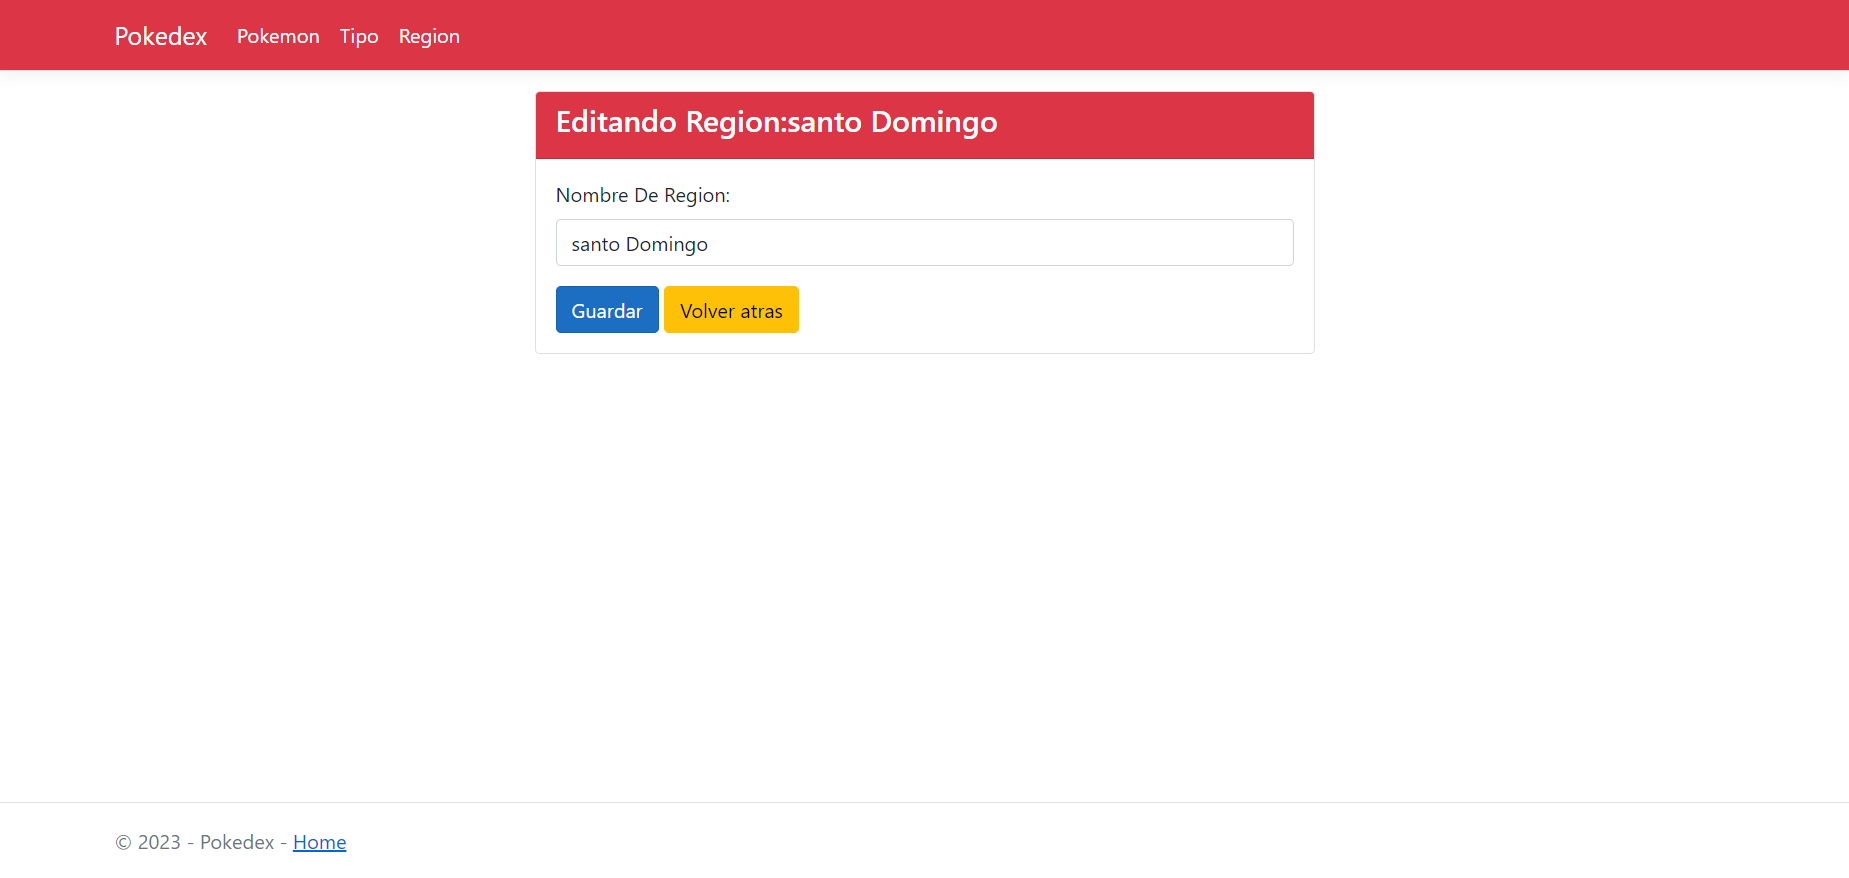 Pokedex Pokemon Tipo Region
Editando Region:santo Domingo
Nombre De Region:
santo Domingo
Guardar Volver atras
© 2023 - Pokedex - Home